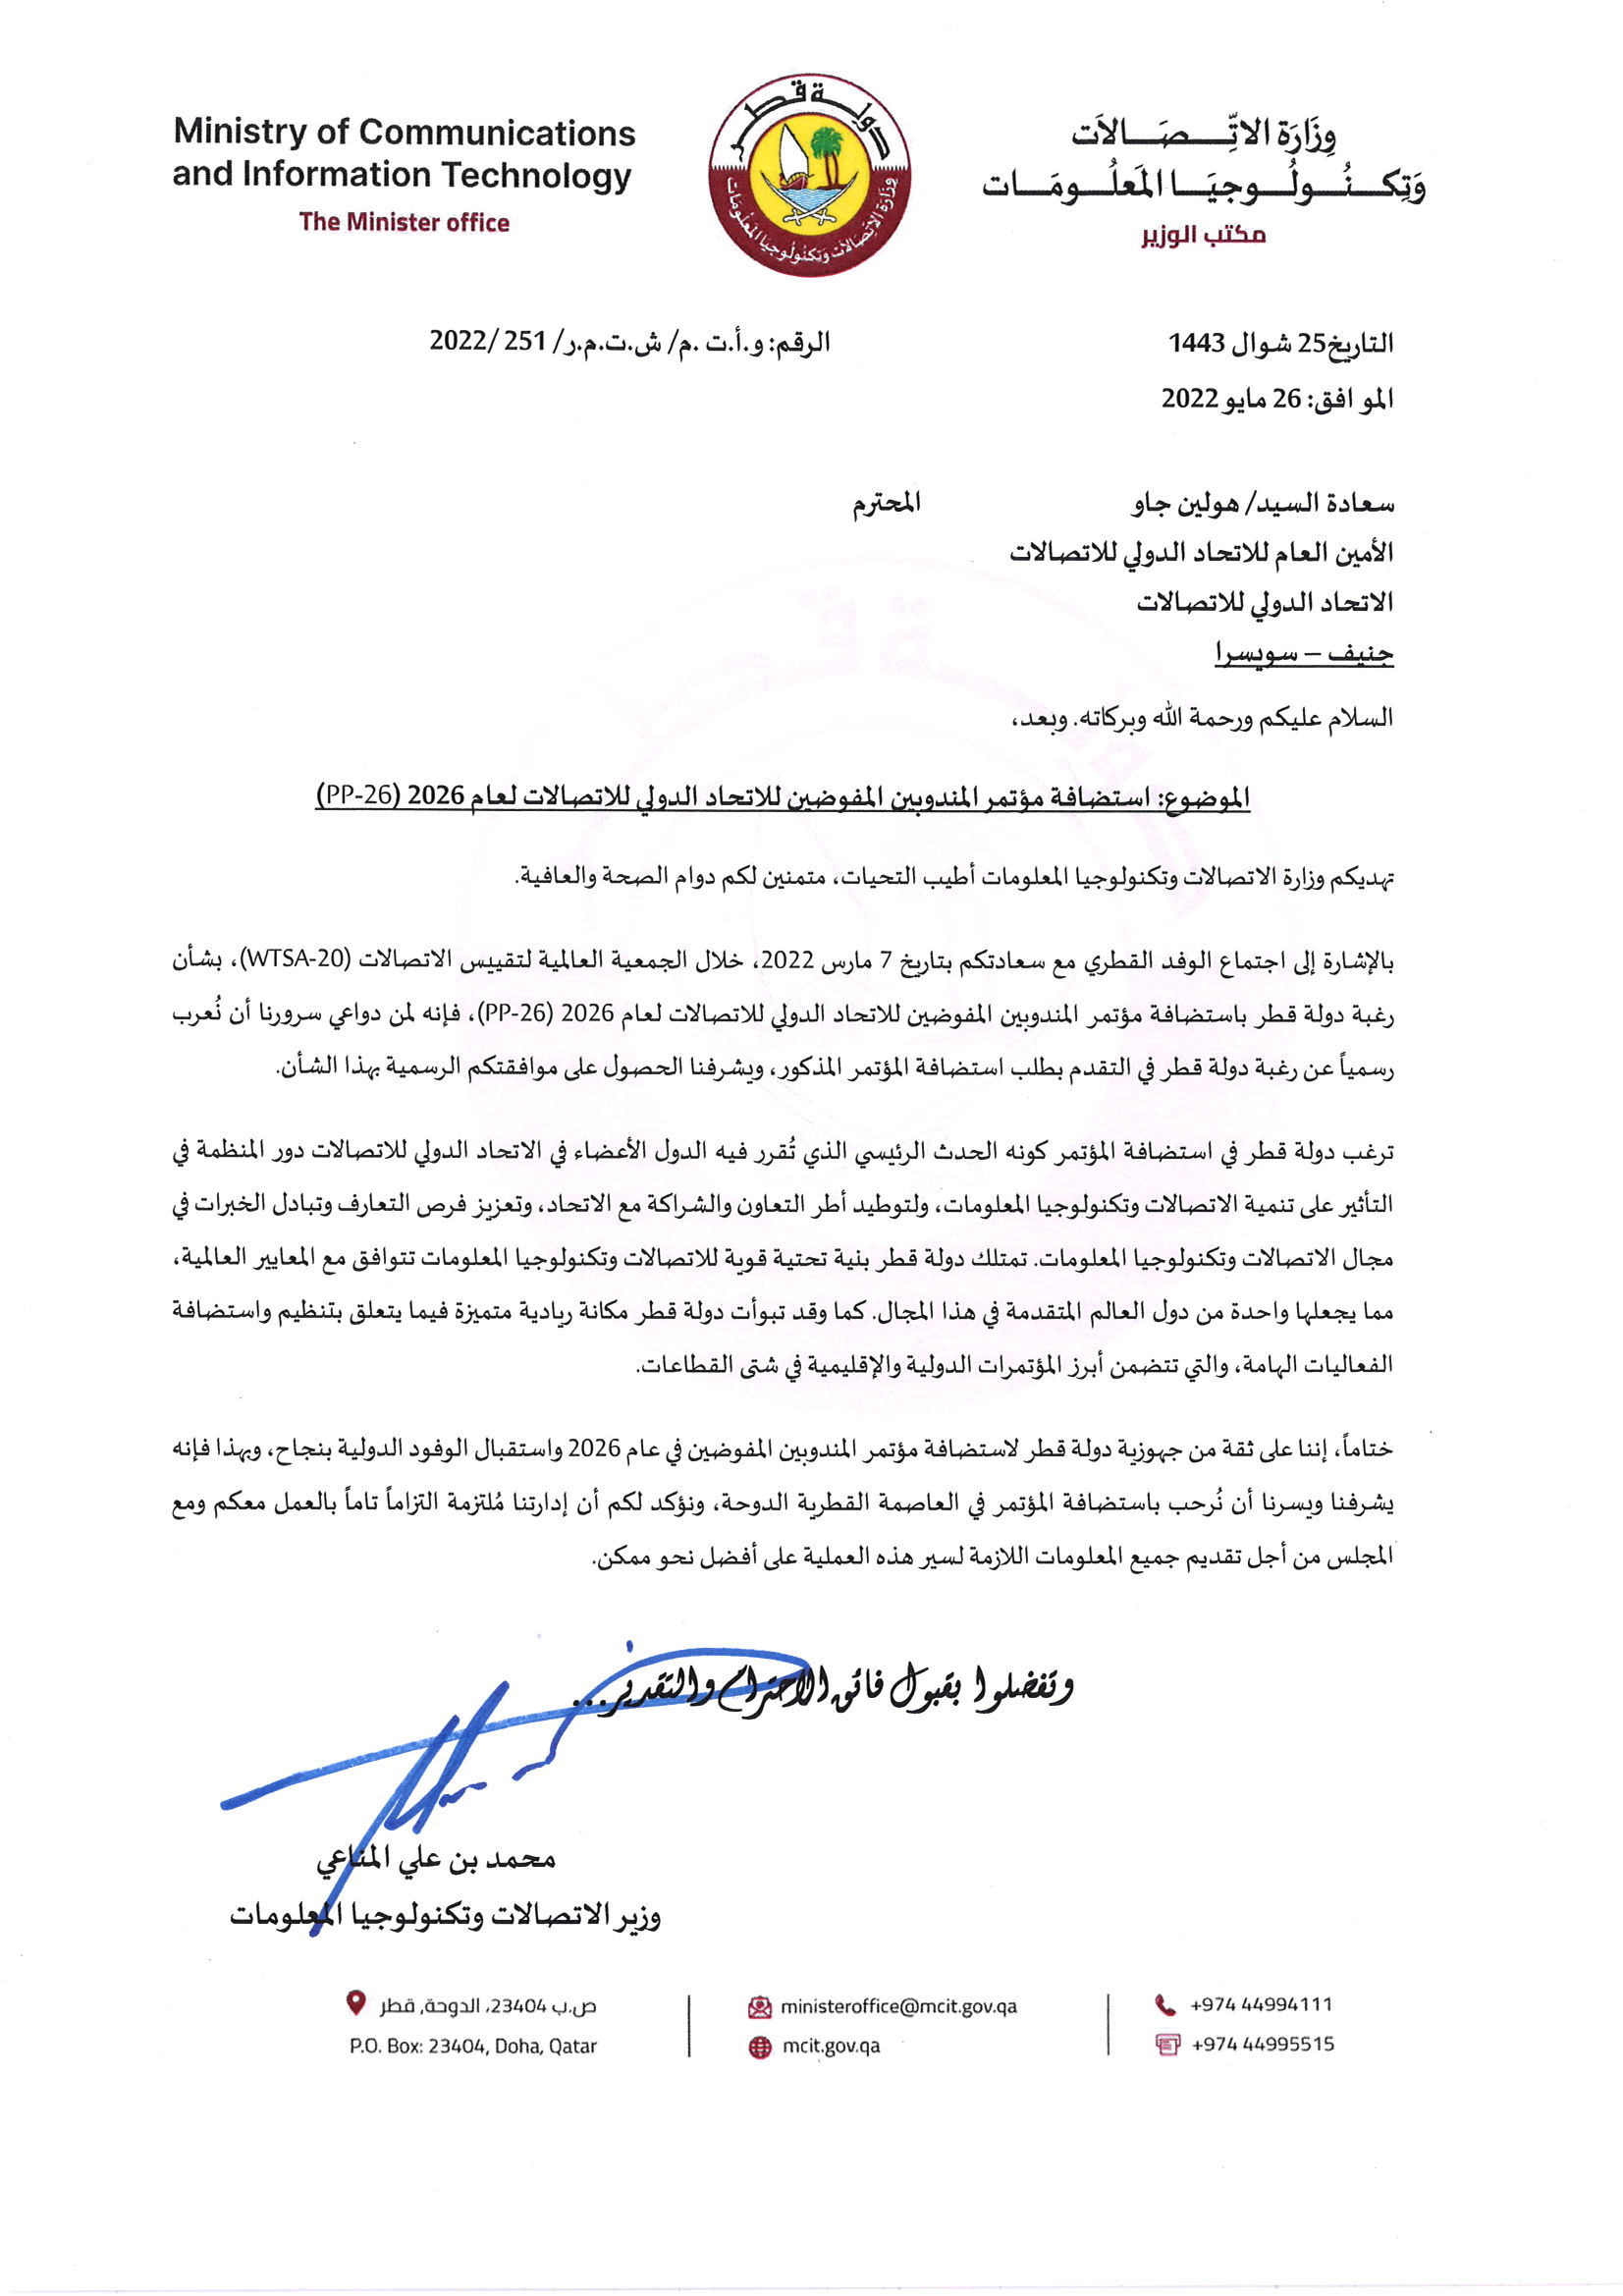 Ministry of Communications
and Information Technology
The Minister office
دولة قطر
وزارة الاتصالات وتكنولوجيا المعلومات
وِزَارَة الاتِّـــصَـــالاَت
وَتِكـــنُـــولُـــوجيَـــا المَعلُـــومَـــات
مكتب الوزير
التاريخ25 شوال 1443
الرقم: و.أ.ت .م/ ش.ت.م.ر/ 251 /2022
الموافق: 26 مايو 2022
سعادة السيد/ هولين جاو المحترم
الأمين العام للاتحاد الدولي للاتصالات
الاتحاد الدولي للاتصالات
جنيف – سويسرا
السلام عليكم ورحمة الله وبركاته. وبعد،
الموضوع: استضافة مؤتمر المندوبين المفوضين للاتحاد الدولي للاتصالات لعام 2026 (PP-26)
تهديكم وزارة الاتصالات وتكنولوجيا المعلومات أطيب التحيات، متمنين لكم دوام الصحة والعافية.
بالإشارة إلى اجتماع الوفد القطري مع سعادتكم بتاريخ 7 مارس 2022، خلال الجمعية العالمية لتقييس الاتصالات (WTSA-20)، بشأن
رغبة دولة قطر باستضافة مؤتمر المندوبين المفوضين للاتحاد الدولي للاتصالات لعام 2026 (PP-26)، فإنه لمن دواعي سرورنا أن نُعرب
رسمياً عن رغبة دولة قطر في التقدم بطلب استضافة المؤتمر المذكور، ويشرفنا الحصول على موافقتكم الرسمية بهذا الشأن.
ترغب دولة قطر في استضافة المؤتمر كونه الحدث الرئيسي الذي تُقرر فيه الدول الأعضاء في الاتحاد الدولي للاتصالات دور المنظمة في
التأثير على تنمية الاتصالات وتكنولوجيا المعلومات، ولتوطيد أطر التعاون والشراكة مع الاتحاد، وتعزيز فرص التعارف وتبادل الخبرات في
مجال الاتصالات وتكنولوجيا المعلومات. تمتلك دولة قطر بنية تحتية قوية للاتصالات وتكنولوجيا المعلومات تتوافق مع المعايير العالمية،
مما يجعلها واحدة من دول العالم المتقدمة في هذا المجال. كما وقد تبوأت دولة قطر مكانة ريادية متميزة فيما يتعلق بتنظيم واستضافة
الفعاليات الهامة، والتي تتضمن أبرز المؤتمرات الدولية والإقليمية في شتى القطاعات.
ختاماً، إننا على ثقة من جهوزية دولة قطر لاستضافة مؤتمر المندوبين المفوضين في عام 2026 واستقبال الوفود الدولية بنجاح، وبهذا فإنه
يشرفنا ويسرنا أن نُرحب باستضافة المؤتمر في العاصمة القطرية الدوحة، ونؤكد لكم أن إدارتنا مُلتزمة التزاماً تاماً بالعمل معكم ومع
المجلس من أجل تقديم جميع المعلومات اللازمة لسير هذه العملية على أفضل نحو ممكن.
وتفضلوا بقبول فائق الاحترام والتقدير...
محمد بن علي المناعي
وزير الاتصالات وتكنولوجيا المعلومات
ص.ب 23404، الدوحة, قطر
P.O. Box: 23404, Doha, Qatar
ministeroffice@mcit.gov.qa
mcit.gov.qa
+974 44994111
+974 44995515